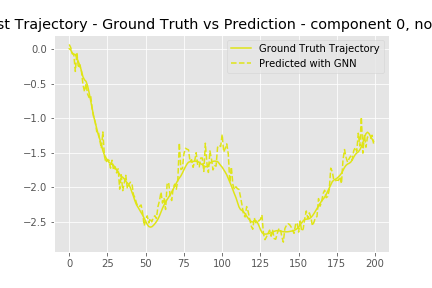 st Trajectory - Ground Truth vs Prediction - component 0, no
Ground Truth Trajectory
Predicted with GNN
0.0
−0.5
−1.0
−1.5
−2.0
−2.5
0 25 50 75 100 125 150 175 200